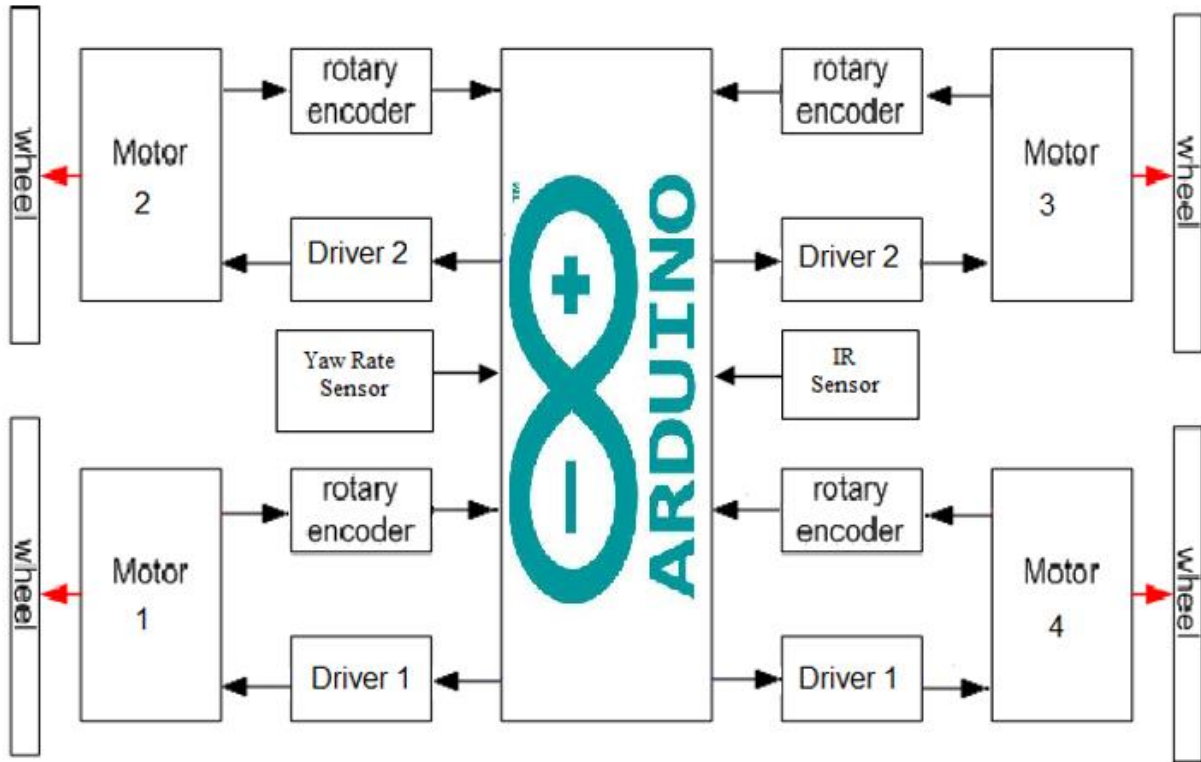 wheel
Motor
2
rotary
encoder
Driver 2
ARDUINO
TM
rotary
encoder
Driver 2
Motor
3
wheel
Yaw Rate
Sensor
IR
Sensor
wheel
Motor
1
rotary
encoder
Driver 1
rotary
encoder
Driver 1
Motor
4
wheel